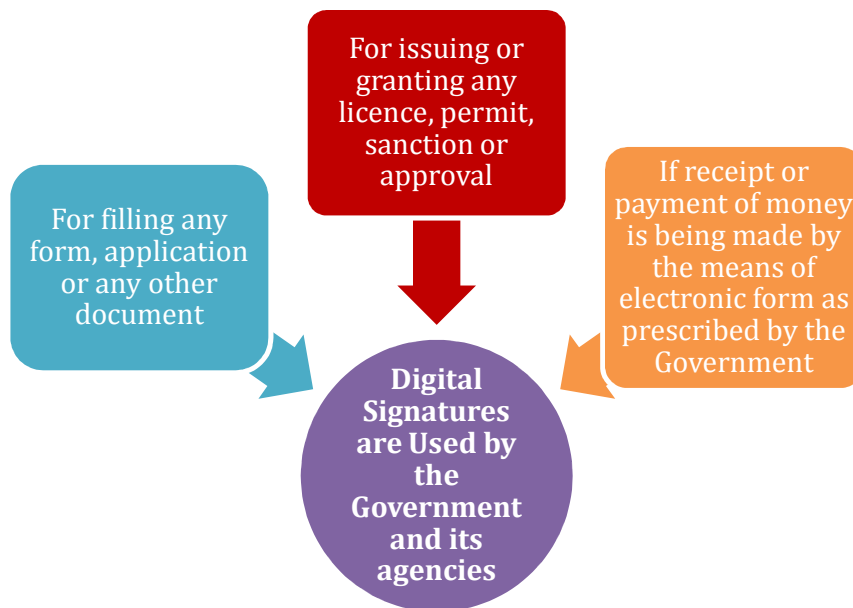 For issuing or
granting any
licence, permit,
sanction or
approval
For filling any
form, application
or any other
document
If receipt or
payment of money
is being made by
the means of
electronic form as
prescribed by the
Government
Digital
Signatures
are Used by
the
Government
and its
agencies